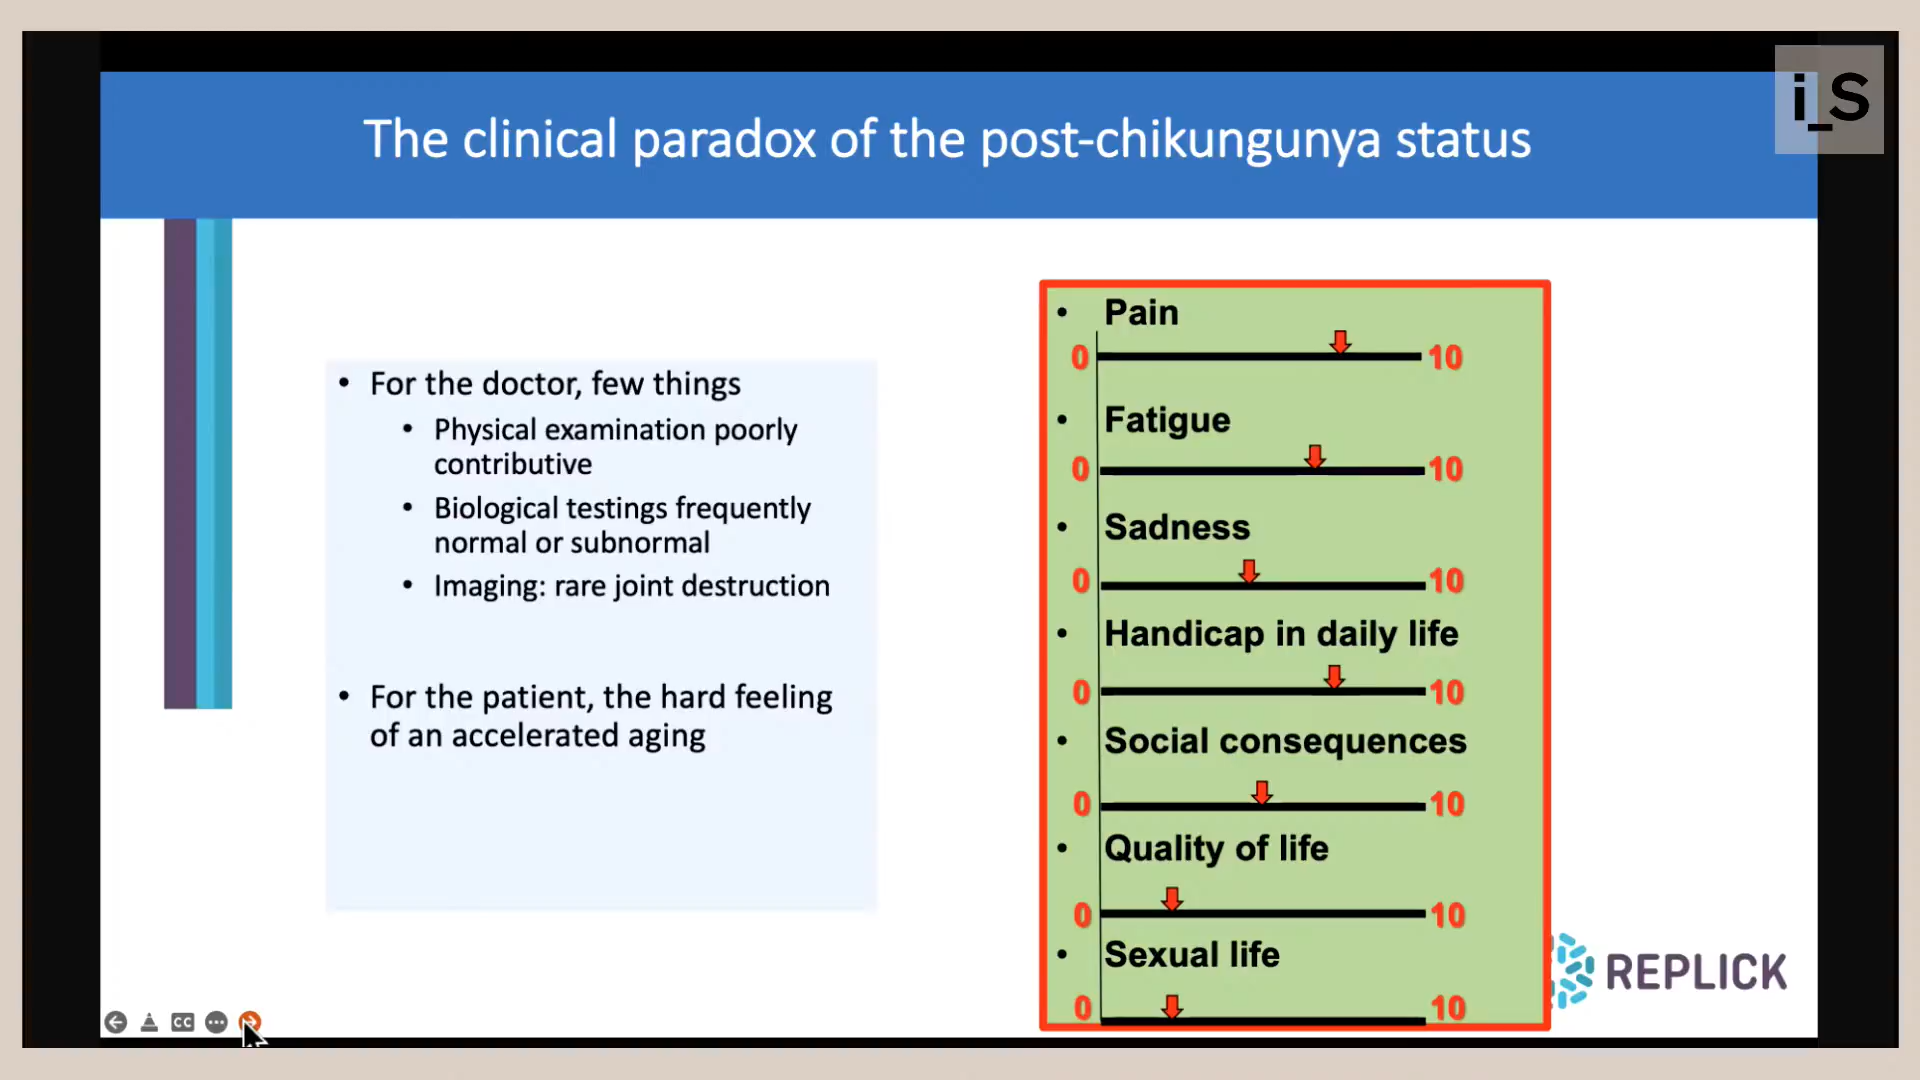 i_S
The clinical paradox of the post-chikungunya status
• For the doctor, few things
• Physical examination poorly
contributive
• Biological testings frequently
normal or subnormal
• Imaging: rare joint destruction
• For the patient, the hard feeling
of an accelerated aging
• Pain
0 10
• Fatigue
0 10
• Sadness
0 10
• Handicap in daily life
0 10
• Social consequences
0 10
• Quality of life
0 10
• Sexual life
0 10
REPLICK
CC